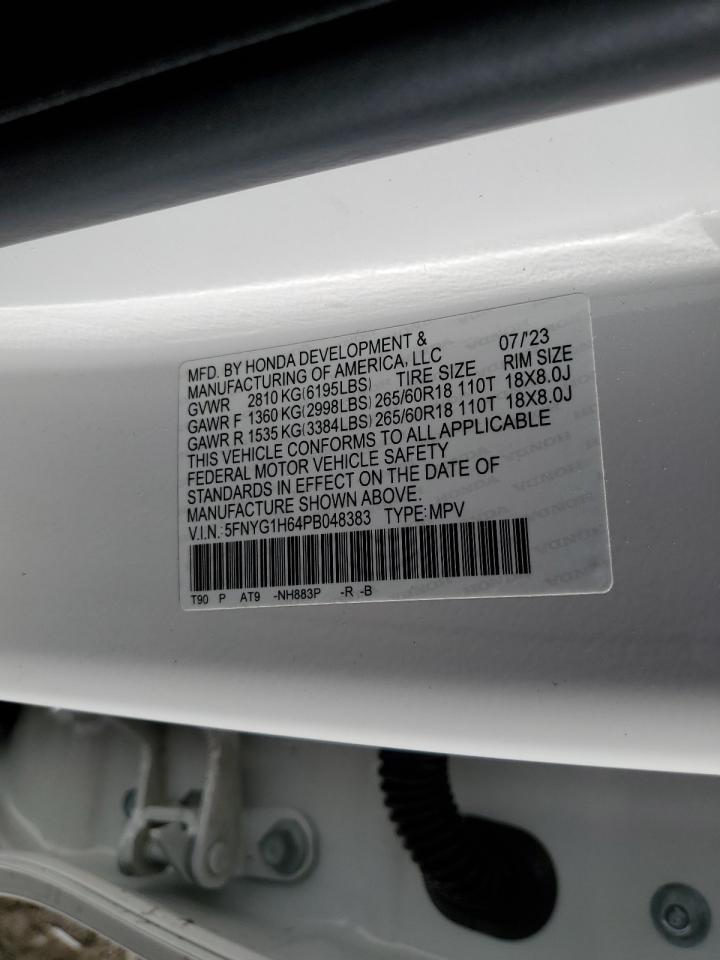 MFD. BY HONDA DEVELOPMENT & 07/'23
MANUFACTURING OF AMERICA, LLC
GVWR 2810 KG(6195LBS) TIRE SIZE RIM SIZE
GAWR F 1360 KG(2998LBS) 265/60R18 110T 18X8.0J
GAWR R 1535 KG(3384LBS) 265/60R18 110T 18X8.0J
THIS VEHICLE CONFORMS TO ALL APPLICABLE
FEDERAL MOTOR VEHICLE SAFETY
STANDARDS IN EFFECT ON THE DATE OF
MANUFACTURE SHOWN ABOVE.
V.I.N.: 5FNYG1H64PB048383 TYPE: MPV
T90 P AT9 -NH883P -R -B